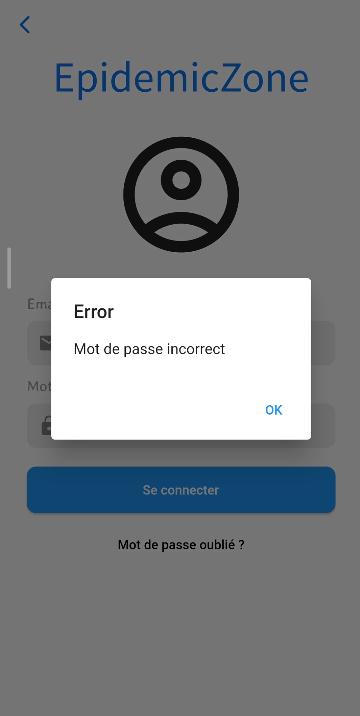 EpidemicZone
Error
Ema
Mot de passe incorrect
Mot
OK
Se connecter
Mot de passe oublié ?